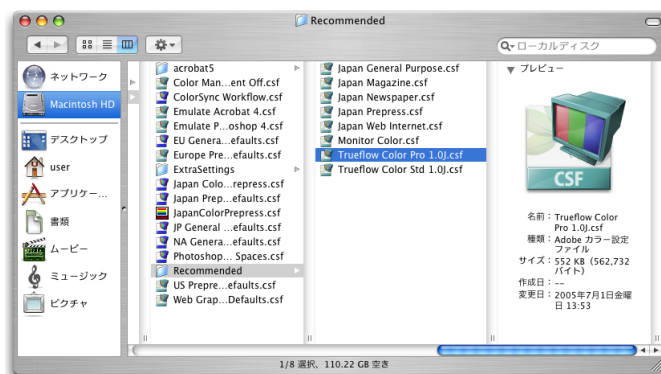 Recommended
ローカルディスク
ネットワーク
Macintosh HD
デスクトップ
user
アプリケー...
書類
ムービー
ミュージック
ピクチャ
acrobat5
Color Man...ent Off.csf
ColorSync Workflow.csf
Emulate Acrobat 4.csf
Emulate P...oshop 4.csf
EU Genera...efaults.csf
Europe Pre...efaults.csf
ExtraSettings
Japan Colo...repress.csf
Japan Prep...efaults.csf
JapanColorPrepress.csf
JP General ...efaults.csf
NA Genera...efaults.csf
Photoshop... Spaces.csf
Recommended
US Prepre...efaults.csf
Web Grap...Defaults.csf
Japan General Purpose.csf
Japan Magazine.csf
Japan Newspaper.csf
Japan Prepress.csf
Japan Web Internet.csf
Monitor Color.csf
Trueflow Color Pro 1.0J.csf
Trueflow Color Std 1.0J.csf
プレビュー
CSF
名前：Trueflow Color
Pro 1.0J.csf
種類：Adobe カラー設定
ファイル
サイズ：552 KB（562,732
バイト）
作成日：--
変更日：2005年7月1日金曜
日 13:53
1/8 選択、110.22 GB 空き